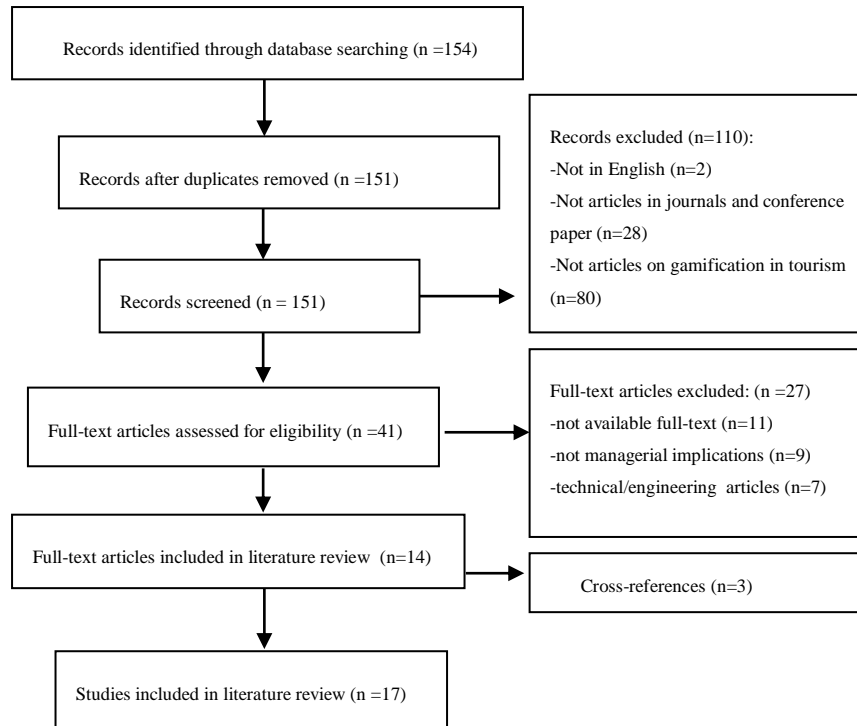 Records identified through database searching (n =154)
Records after duplicates removed (n =151)
Records excluded (n=110):
-Not in English (n=2)
-Not articles in journals and conference
paper (n=28)
-Not articles on gamification in tourism
(n=80)
Records screened (n = 151)
Full-text articles excluded: (n =27)
-not available full-text (n=11)
-not managerial implications (n=9)
-technical/engineering articles (n=7)
Full-text articles assessed for eligibility (n =41)
Full-text articles included in literature review (n=14)
Cross-references (n=3)
Studies included in literature review (n =17)